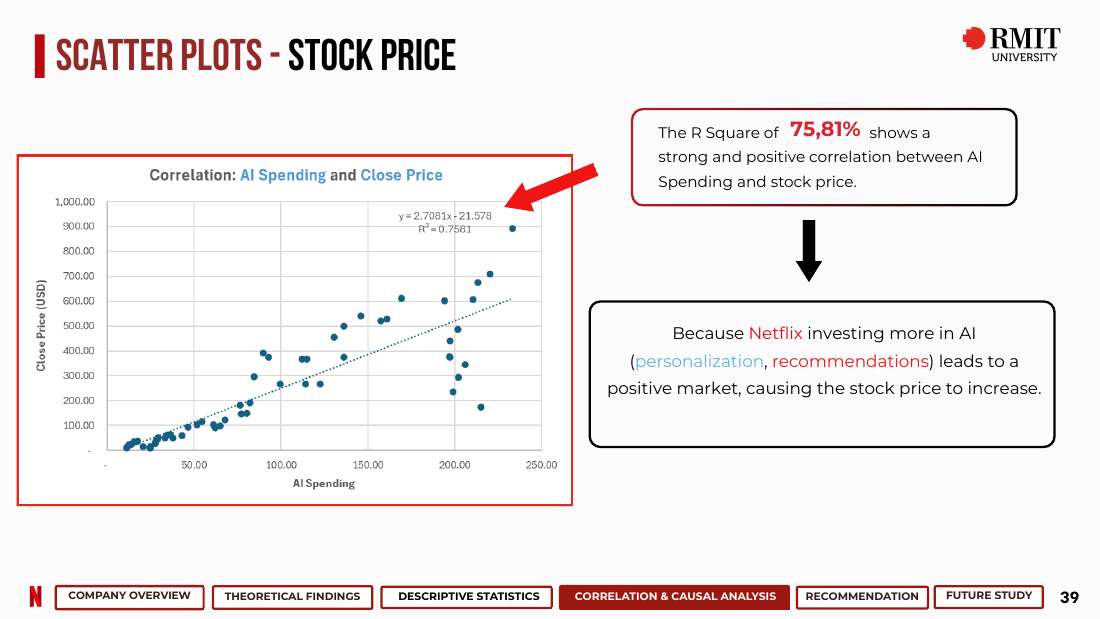 SCATTER PLOTS - STOCK PRICE
RMIT
UNIVERSITY
The R Square of 75,81% shows a
strong and positive correlation between AI
Spending and stock price.
Correlation: AI Spending and Close Price
y = 2.7081x - 21.578
R² = 0.7581
Close Price (USD)
1,000.00
900.00
800.00
700.00
600.00
500.00
400.00
300.00
200.00
100.00
-
- 50.00 100.00 150.00 200.00 250.00
AI Spending
Because Netflix investing more in AI
(personalization, recommendations) leads to a
positive market, causing the stock price to increase.
N COMPANY OVERVIEW THEORETICAL FINDINGS DESCRIPTIVE STATISTICS CORRELATION & CAUSAL ANALYSIS RECOMMENDATION FUTURE STUDY 39